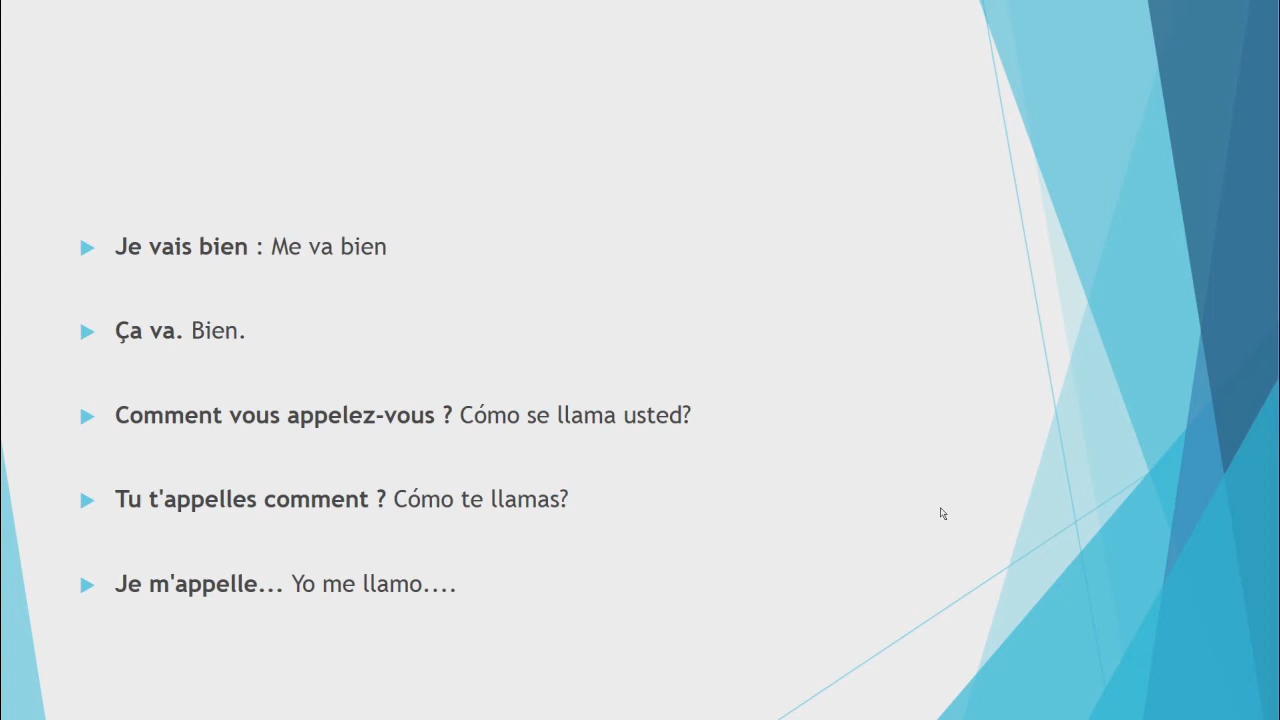 Je vais bien : Me va bien
Ça va. Bien.
Comment vous appelez-vous ? Cómo se llama usted?
Tu t'appelles comment ? Cómo te llamas?
Je m'appelle... Yo me llamo....